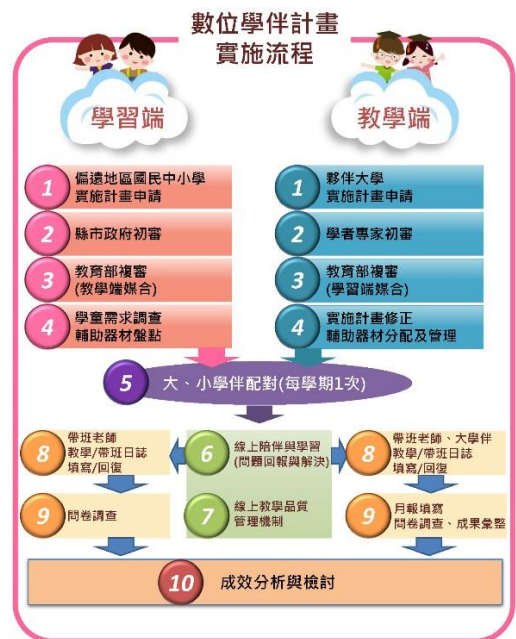 數位學伴計畫
實施流程
學習端
1
偏遠地區國民中小學
實施計畫申請
2
縣市政府初審
3
教育部複審
(教學端媒合)
4
學童需求調查
輔助器材盤點
教學端
1
夥伴大學
實施計畫申請
2
學者專家初審
3
教育部複審
(學習端媒合)
4
實施計畫修正
輔助器材分配及管理
5
大、小學伴配對(每學期1次)
8
帶班老師
教學/帶班日誌
填寫/回復
9
問卷調查
6
線上陪伴與學習
(問題回報與解決)
7
線上教學品質
管理機制
8
帶班老師、大學伴
教學/帶班日誌
填寫/回復
9
月報填寫
問卷調查、成果彙整
10
成效分析與檢討